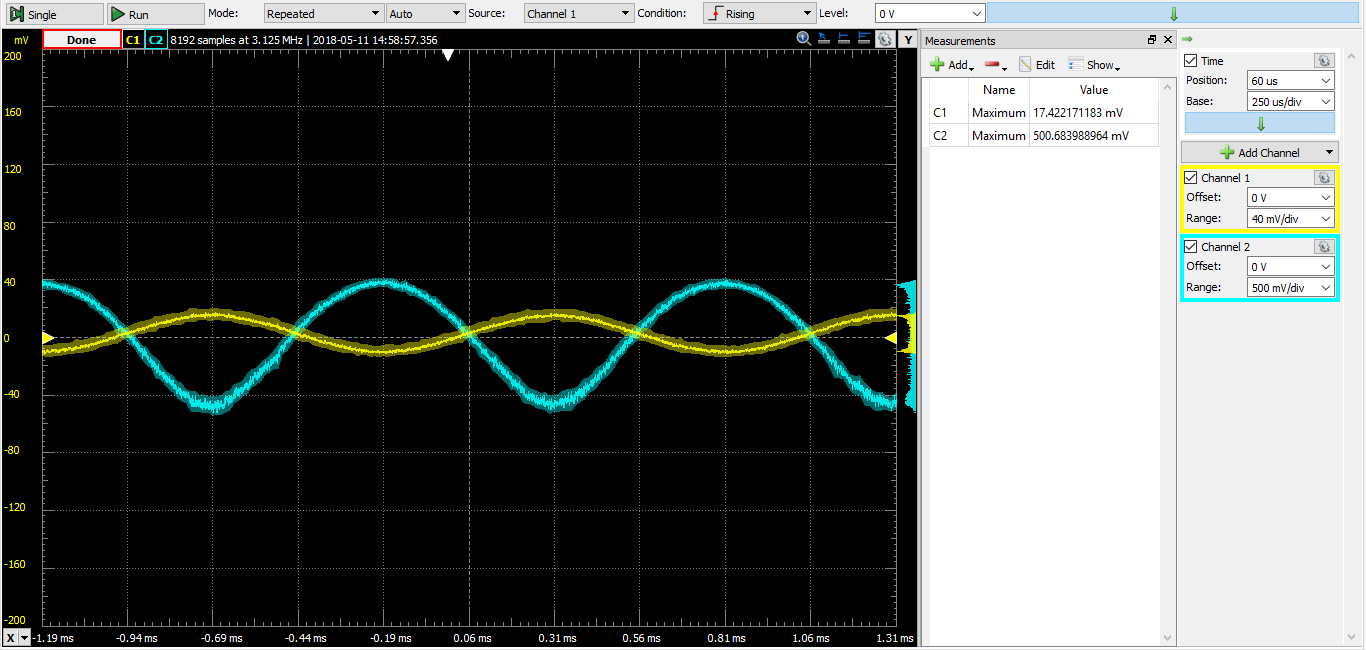 Single Run Mode: Repeated Auto Source: Channel 1 Condition: Rising Level: 0 V
mV Done C1 C2 8192 samples at 3.125 MHz | 2018-05-11 14:58:57.356 Y
200
160
120
80
40
0
-40
-80
-120
-160
-200
X -1.19 ms -0.94 ms -0.69 ms -0.44 ms -0.19 ms 0.06 ms 0.31 ms 0.56 ms 0.81 ms 1.06 ms 1.31 ms
Measurements
Add Edit Show
Name Value
C1 Maximum 17.422171183 mV
C2 Maximum 500.683988964 mV
Time
Position: 60 us
Base: 250 us/div
Add Channel
Channel 1
Offset: 0 V
Range: 40 mV/div
Channel 2
Offset: 0 V
Range: 500 mV/div